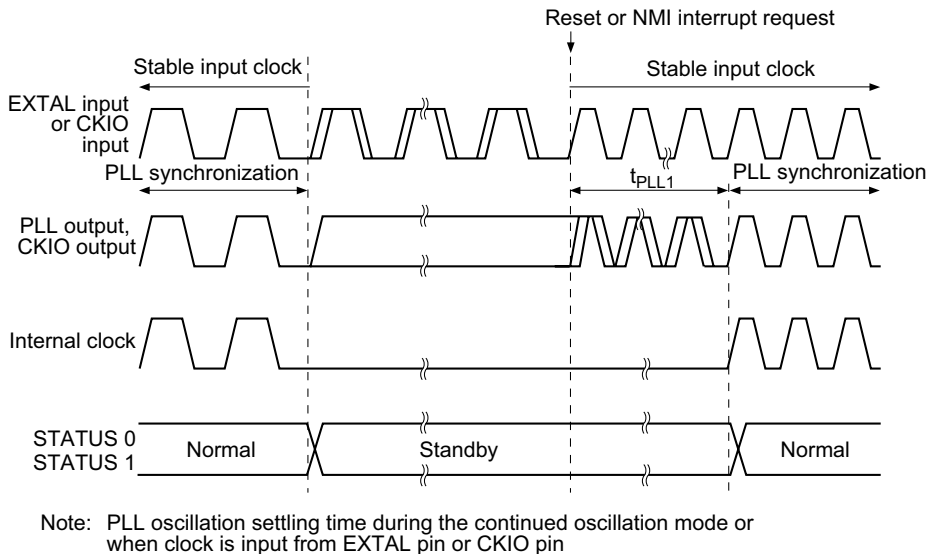 Reset or NMI interrupt request
Stable input clock
Stable input clock
EXTAL input
or CKIO
input
PLL synchronization
tPLL1
PLL synchronization
PLL output,
CKIO output
Internal clock
STATUS 0
STATUS 1
Normal
Standby
Normal
Note: PLL oscillation settling time during the continued oscillation mode or
when clock is input from EXTAL pin or CKIO pin